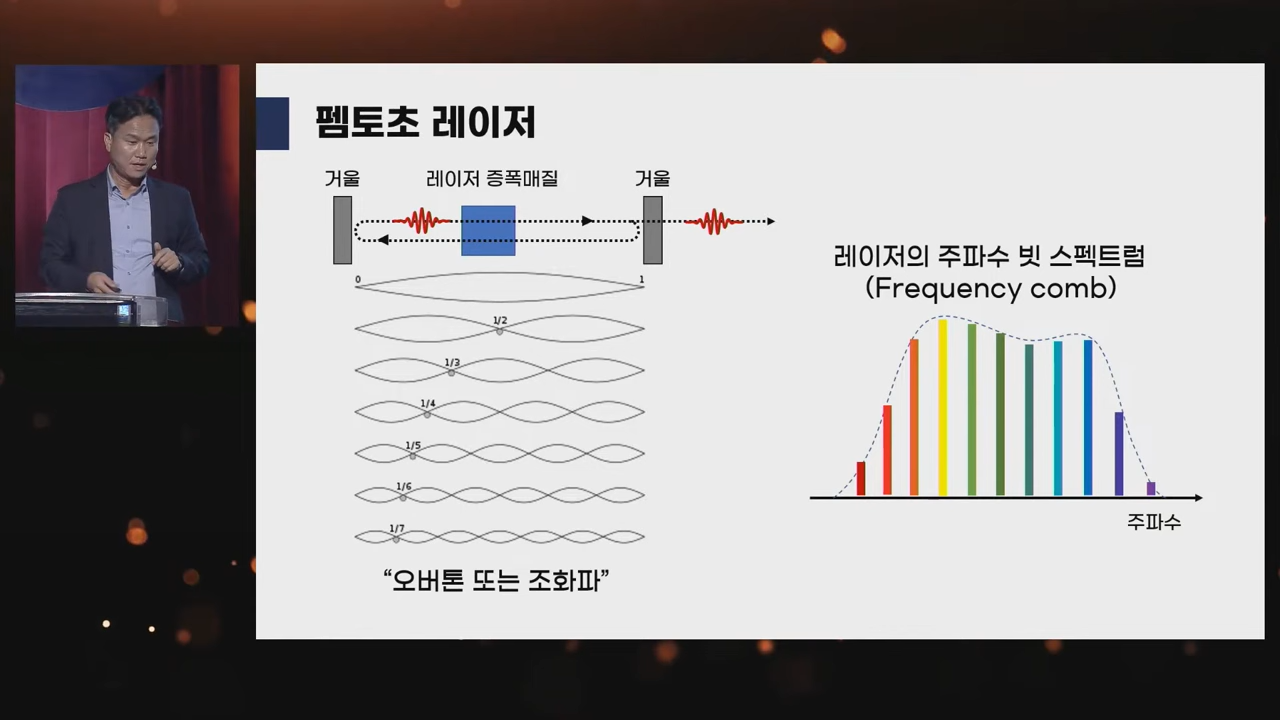 펨토초 레이저
거울
레이저 증폭매질
거울
0
1
1/2
1/3
1/4
1/5
1/6
1/7
“오버톤 또는 조화파”
레이저의 주파수 빗 스펙트럼
(Frequency comb)
주파수